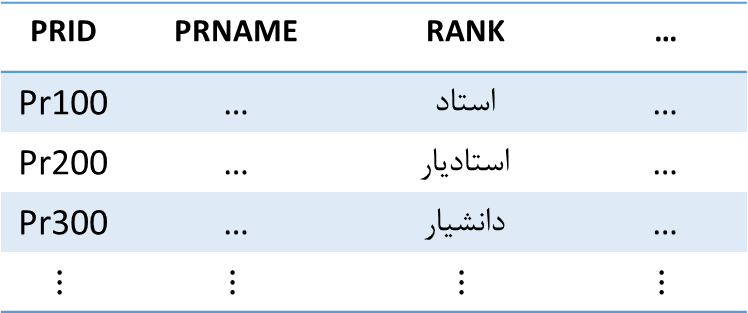 PRID PRNAME RANK ...
Pr100 ... استاد ...
Pr200 ... استادیار ...
Pr300 ... دانشیار ...
⋮ ⋮ ⋮ ⋮